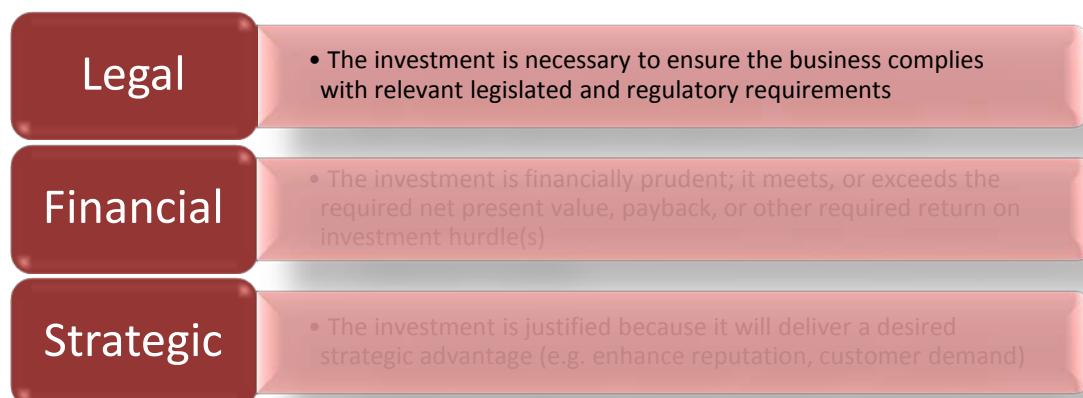 Legal
• The investment is necessary to ensure the business complies
with relevant legislated and regulatory requirements
Financial
• The investment is financially prudent; it meets, or exceeds the
required net present value, payback, or other required return on
investment hurdle(s)
Strategic
• The investment is justified because it will deliver a desired
strategic advantage (e.g. enhance reputation, customer demand)